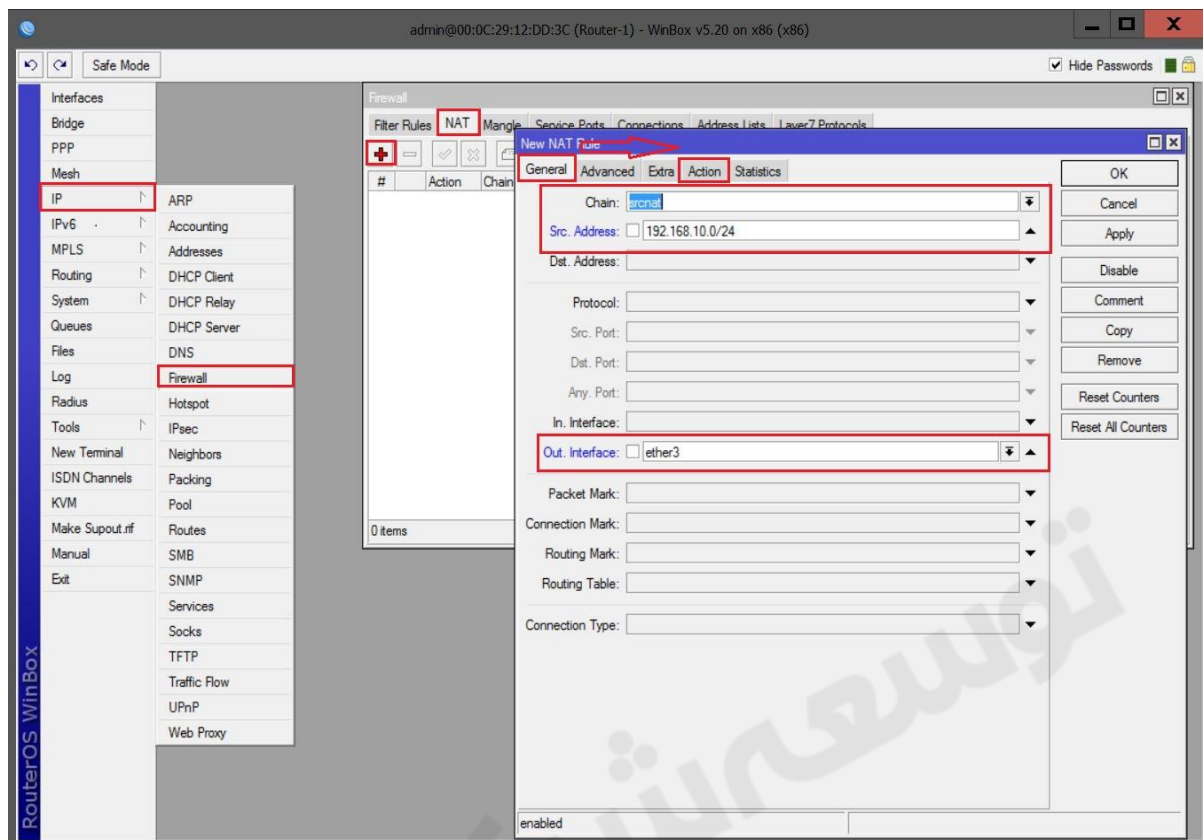 admin@00:0C:29:12:DD:3C (Router-1) - WinBox v5.20 on x86 (x86)
Safe Mode
Hide Passwords
Interfaces
Bridge
PPP
Mesh
IP
IPv6
MPLS
Routing
System
Queues
Files
Log
Radius
Tools
New Terminal
ISDN Channels
KVM
Make Supout.rif
Manual
Exit
RouterOS WinBox
ARP
Accounting
Addresses
DHCP Client
DHCP Relay
DHCP Server
DNS
Firewall
Hotspot
IPsec
Neighbors
Packing
Pool
Routes
SMB
SNMP
Services
Socks
TFTP
Traffic Flow
UPnP
Web Proxy
Firewall
Filter Rules NAT Mangle Service Ports Connections Address Lists Layer7 Protocols
# Action Chain
0 items
New NAT Rule
General Advanced Extra Action Statistics
Chain: srcnat
Src. Address: 192.168.10.0/24
Dst. Address:
Protocol:
Src. Port:
Dst. Port:
Any. Port:
In. Interface:
Out. Interface: ether3
Packet Mark:
Connection Mark:
Routing Mark:
Routing Table:
Connection Type:
enabled
OK
Cancel
Apply
Disable
Comment
Copy
Remove
Reset Counters
Reset All Counters